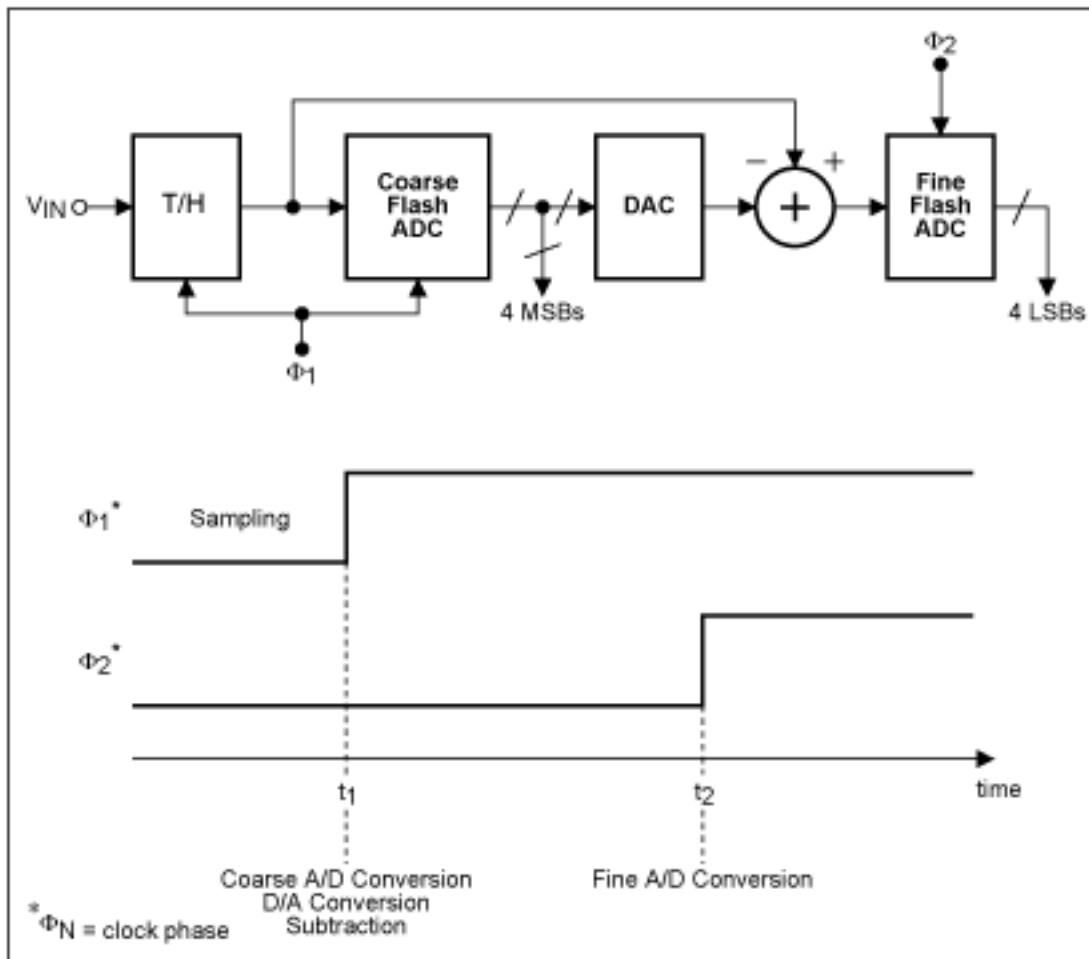 Φ2
VIN
T/H
Coarse
Flash
ADC
DAC
− +
+
Fine
Flash
ADC
4 MSBs
4 LSBs
Φ1
Φ1*
Sampling
Φ2*
t1
t2
time
Coarse A/D Conversion
D/A Conversion
Subtraction
Fine A/D Conversion
*ΦN = clock phase